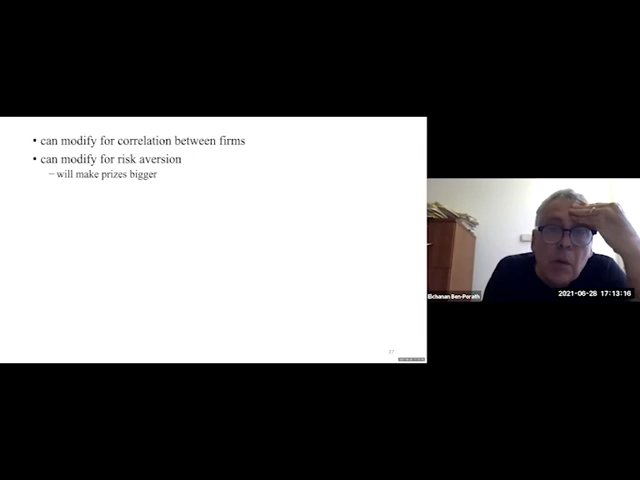 • can modify for correlation between firms
• can modify for risk aversion
– will make prizes bigger
27
Elchanan Ben-Porath
2021-06-28 17:13:16